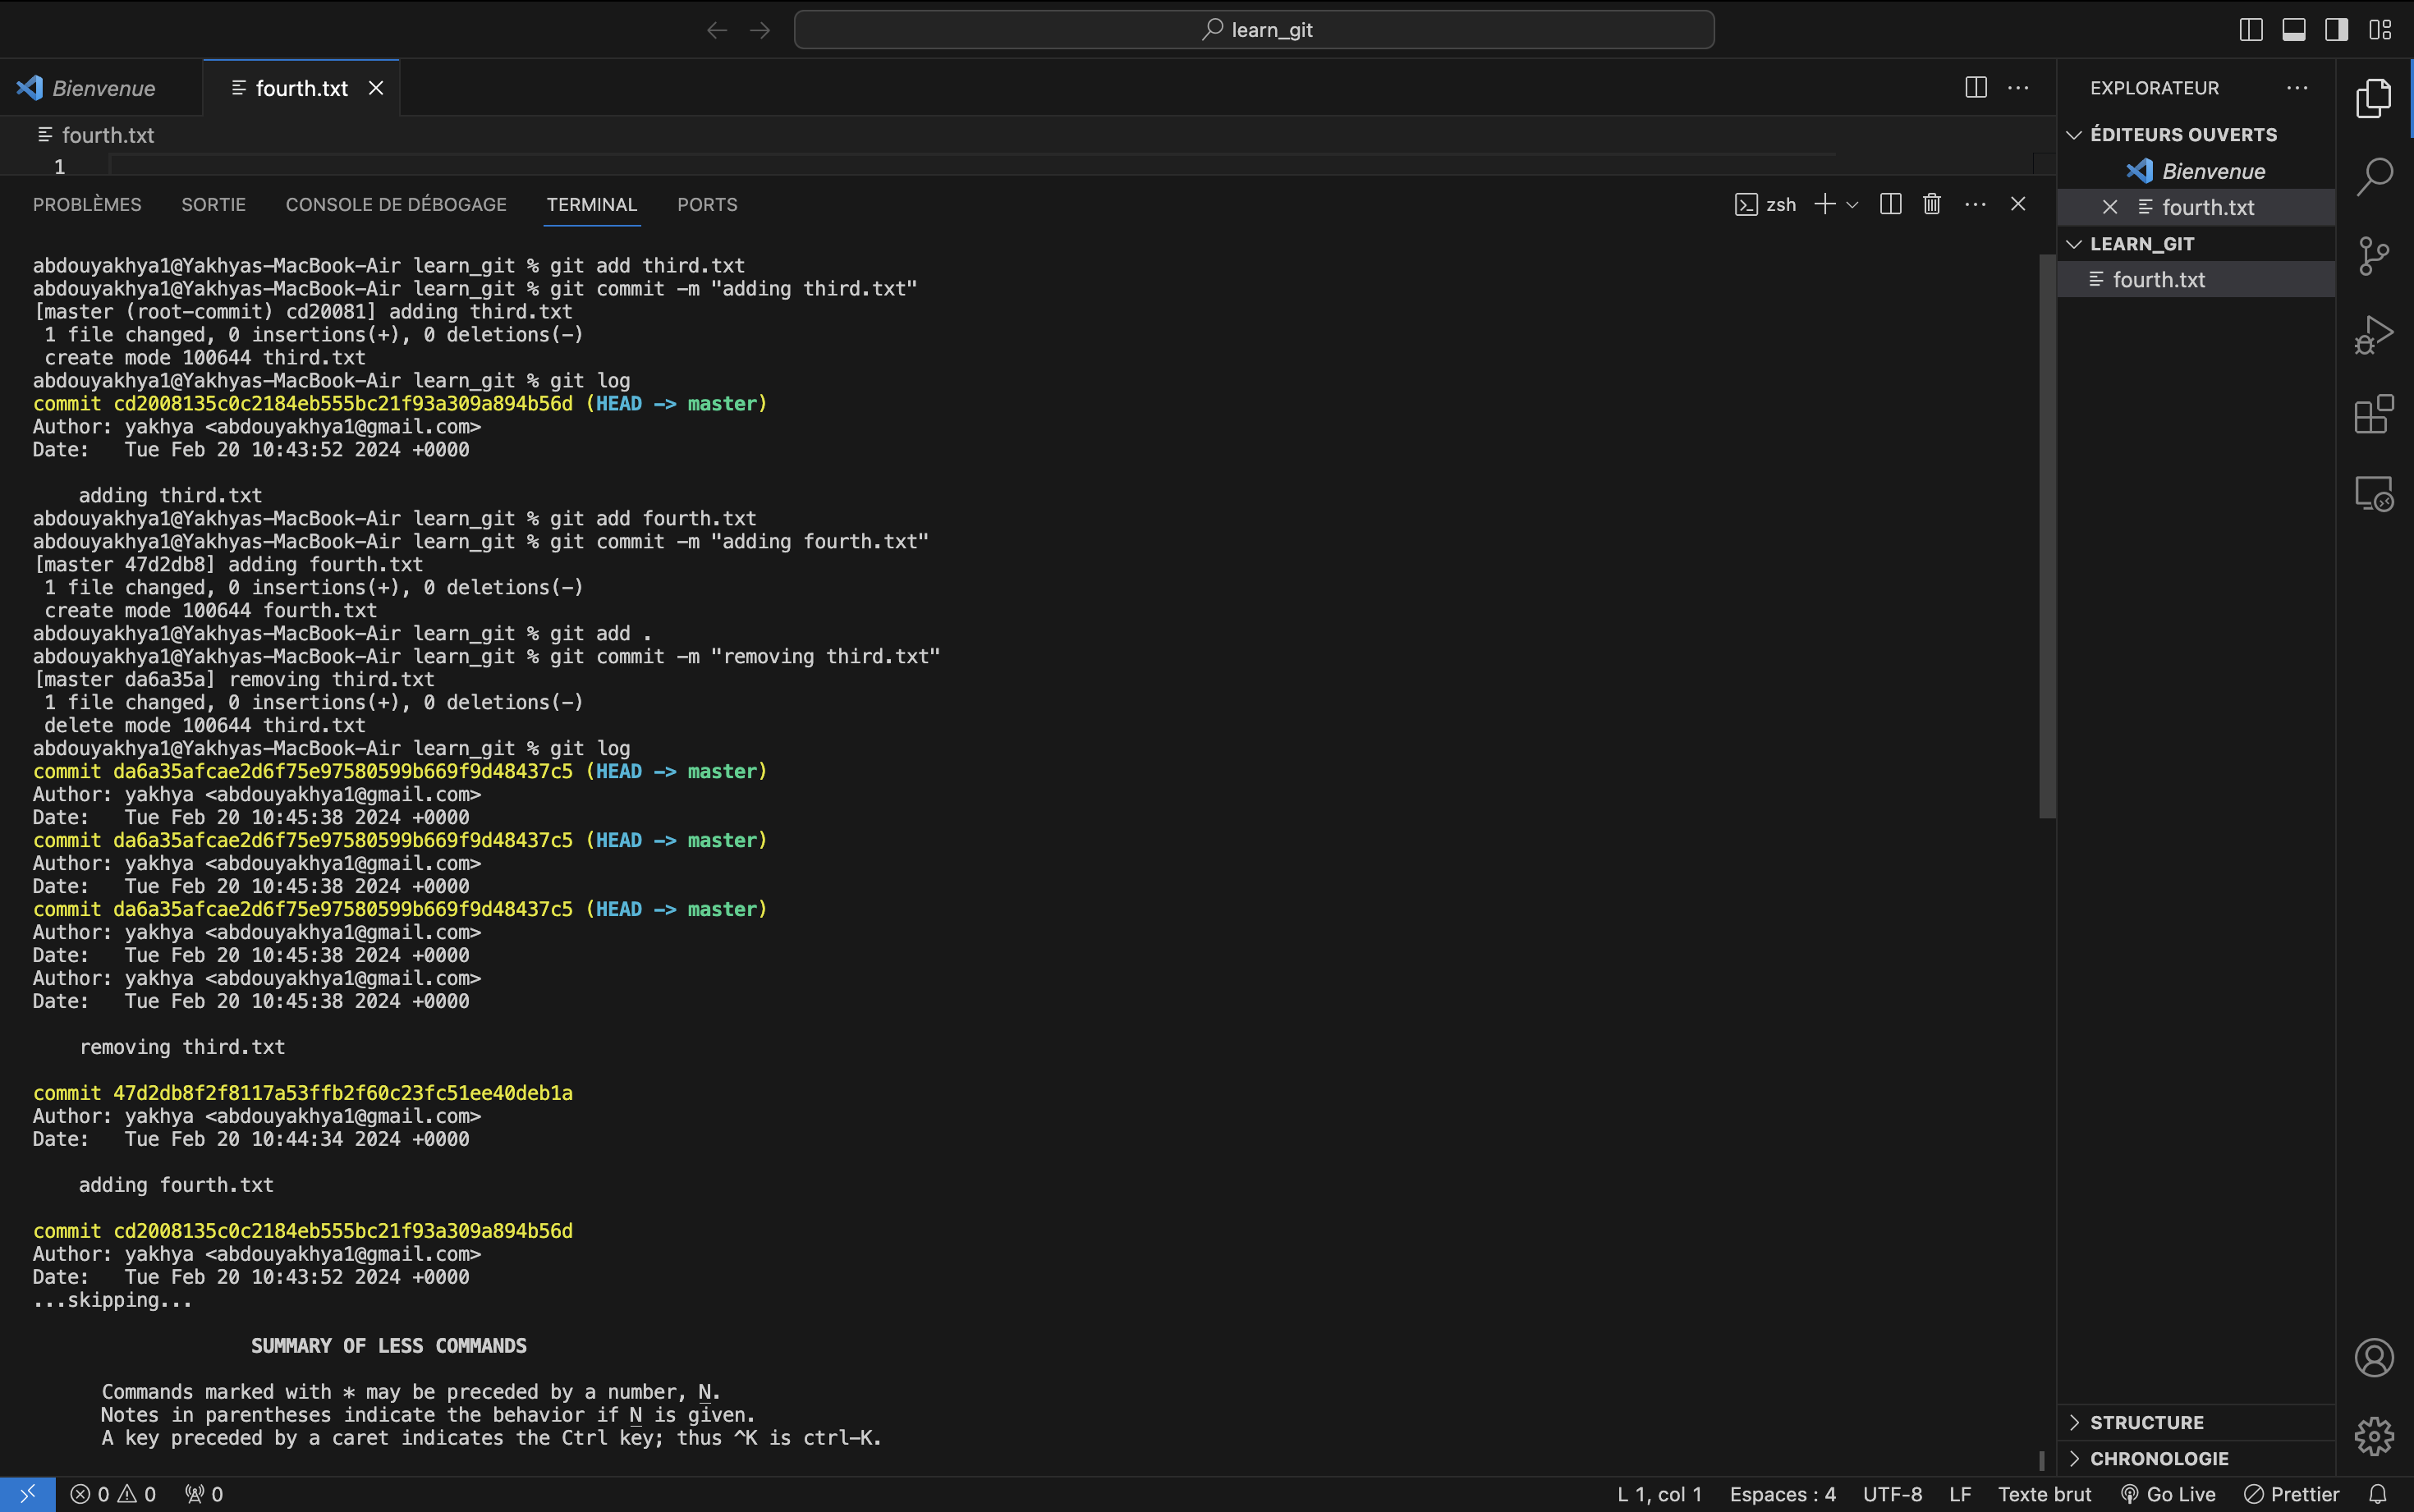 learn_git
Bienvenue
fourth.txt
fourth.txt
1
PROBLÈMES SORTIE CONSOLE DE DÉBOGAGE TERMINAL PORTS
zsh
abdouyakhya1@Yakhyas-MacBook-Air learn_git % git add third.txt
abdouyakhya1@Yakhyas-MacBook-Air learn_git % git commit -m "adding third.txt"
[master (root-commit) cd20081] adding third.txt
 1 file changed, 0 insertions(+), 0 deletions(-)
 create mode 100644 third.txt
abdouyakhya1@Yakhyas-MacBook-Air learn_git % git log
commit cd2008135c0c2184eb555bc21f93a309a894b56d (HEAD -> master)
Author: yakhya <abdouyakhya1@gmail.com>
Date:   Tue Feb 20 10:43:52 2024 +0000
    adding third.txt
abdouyakhya1@Yakhyas-MacBook-Air learn_git % git add fourth.txt
abdouyakhya1@Yakhyas-MacBook-Air learn_git % git commit -m "adding fourth.txt"
[master 47d2db8] adding fourth.txt
 1 file changed, 0 insertions(+), 0 deletions(-)
 create mode 100644 fourth.txt
abdouyakhya1@Yakhyas-MacBook-Air learn_git % git add .
abdouyakhya1@Yakhyas-MacBook-Air learn_git % git commit -m "removing third.txt"
[master da6a35a] removing third.txt
 1 file changed, 0 insertions(+), 0 deletions(-)
 delete mode 100644 third.txt
abdouyakhya1@Yakhyas-MacBook-Air learn_git % git log
commit da6a35afcae2d6f75e97580599b669f9d48437c5 (HEAD -> master)
Author: yakhya <abdouyakhya1@gmail.com>
Date:   Tue Feb 20 10:45:38 2024 +0000
commit da6a35afcae2d6f75e97580599b669f9d48437c5 (HEAD -> master)
Author: yakhya <abdouyakhya1@gmail.com>
Date:   Tue Feb 20 10:45:38 2024 +0000
commit da6a35afcae2d6f75e97580599b669f9d48437c5 (HEAD -> master)
Author: yakhya <abdouyakhya1@gmail.com>
Date:   Tue Feb 20 10:45:38 2024 +0000
Author: yakhya <abdouyakhya1@gmail.com>
Date:   Tue Feb 20 10:45:38 2024 +0000
    removing third.txt
commit 47d2db8f2f8117a53ffb2f60c23fc51ee40deb1a
Author: yakhya <abdouyakhya1@gmail.com>
Date:   Tue Feb 20 10:44:34 2024 +0000
    adding fourth.txt
commit cd2008135c0c2184eb555bc21f93a309a894b56d
Author: yakhya <abdouyakhya1@gmail.com>
Date:   Tue Feb 20 10:43:52 2024 +0000
...skipping...
SUMMARY OF LESS COMMANDS
Commands marked with * may be preceded by a number, N.
Notes in parentheses indicate the behavior if N is given.
A key preceded by a caret indicates the Ctrl key; thus ^K is ctrl-K.
EXPLORATEUR
ÉDITEURS OUVERTS
Bienvenue
fourth.txt
LEARN_GIT
fourth.txt
STRUCTURE
CHRONOLOGIE
0 0 0 L 1, col 1 Espaces : 4 UTF-8 LF Texte brut Go Live Prettier